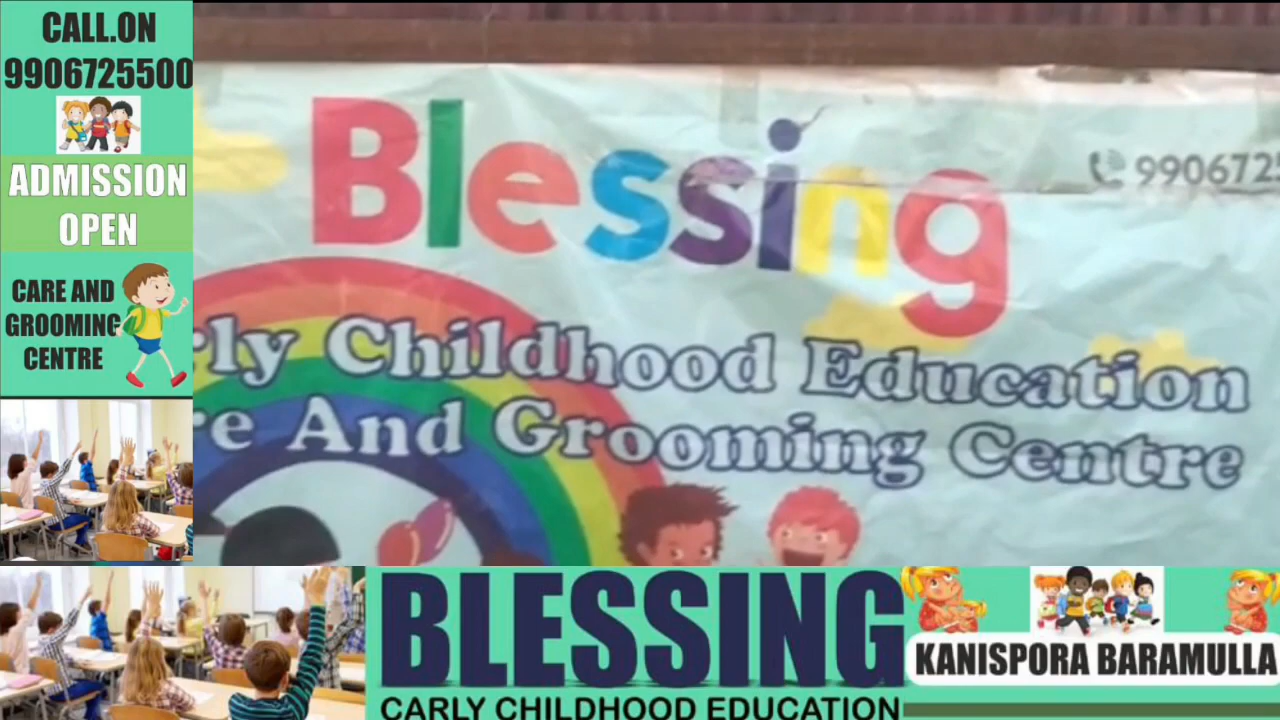 CALL.ON
9906725500
ADMISSION
OPEN
CARE AND
GROOMING
CENTRE
Blessing
990672
rly Childhood Education
re And Grooming Centre
BLESSING
CARLY CHILDHOOD EDUCATION
KANISPORA BARAMULLA